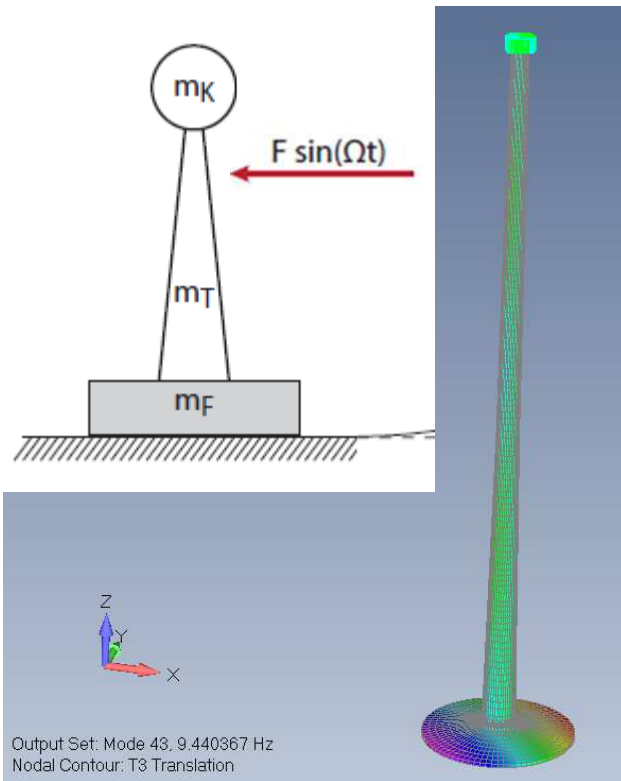 mK
F sin(Ωt)
mT
mF
Z
Y
X
Output Set: Mode 43, 9.440367 Hz
Nodal Contour: T3 Translation